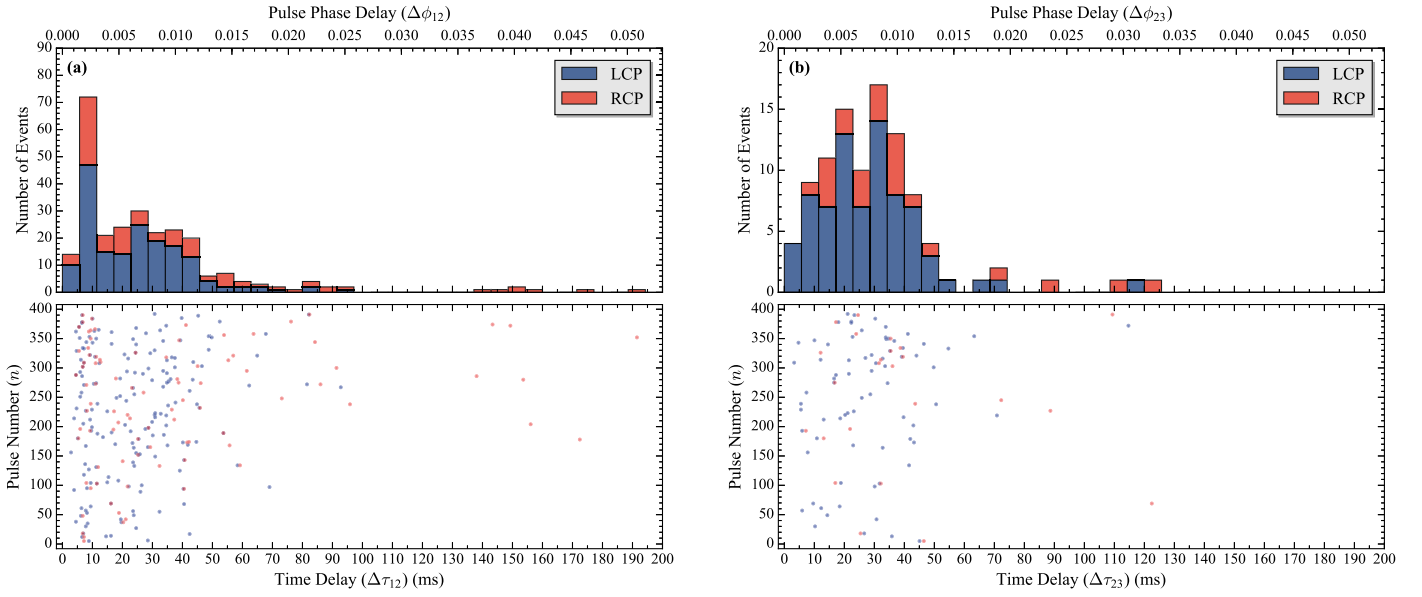 Pulse Phase Delay (Δϕ₁₂)
0.000 0.005 0.010 0.015 0.020 0.025 0.030 0.035 0.040 0.045 0.050
(a)
LCP
RCP
Number of Events
90
80
70
60
50
40
30
20
10
0
Pulse Number (n)
400
350
300
250
200
150
100
50
0
0 10 20 30 40 50 60 70 80 90 100 110 120 130 140 150 160 170 180 190 200
Time Delay (Δτ₁₂) (ms)
Pulse Phase Delay (Δϕ₂₃)
0.000 0.005 0.010 0.015 0.020 0.025 0.030 0.035 0.040 0.045 0.050
(b)
LCP
RCP
Number of Events
20
15
10
5
0
Pulse Number (n)
400
350
300
250
200
150
100
50
0
0 10 20 30 40 50 60 70 80 90 100 110 120 130 140 150 160 170 180 190 200
Time Delay (Δτ₂₃) (ms)